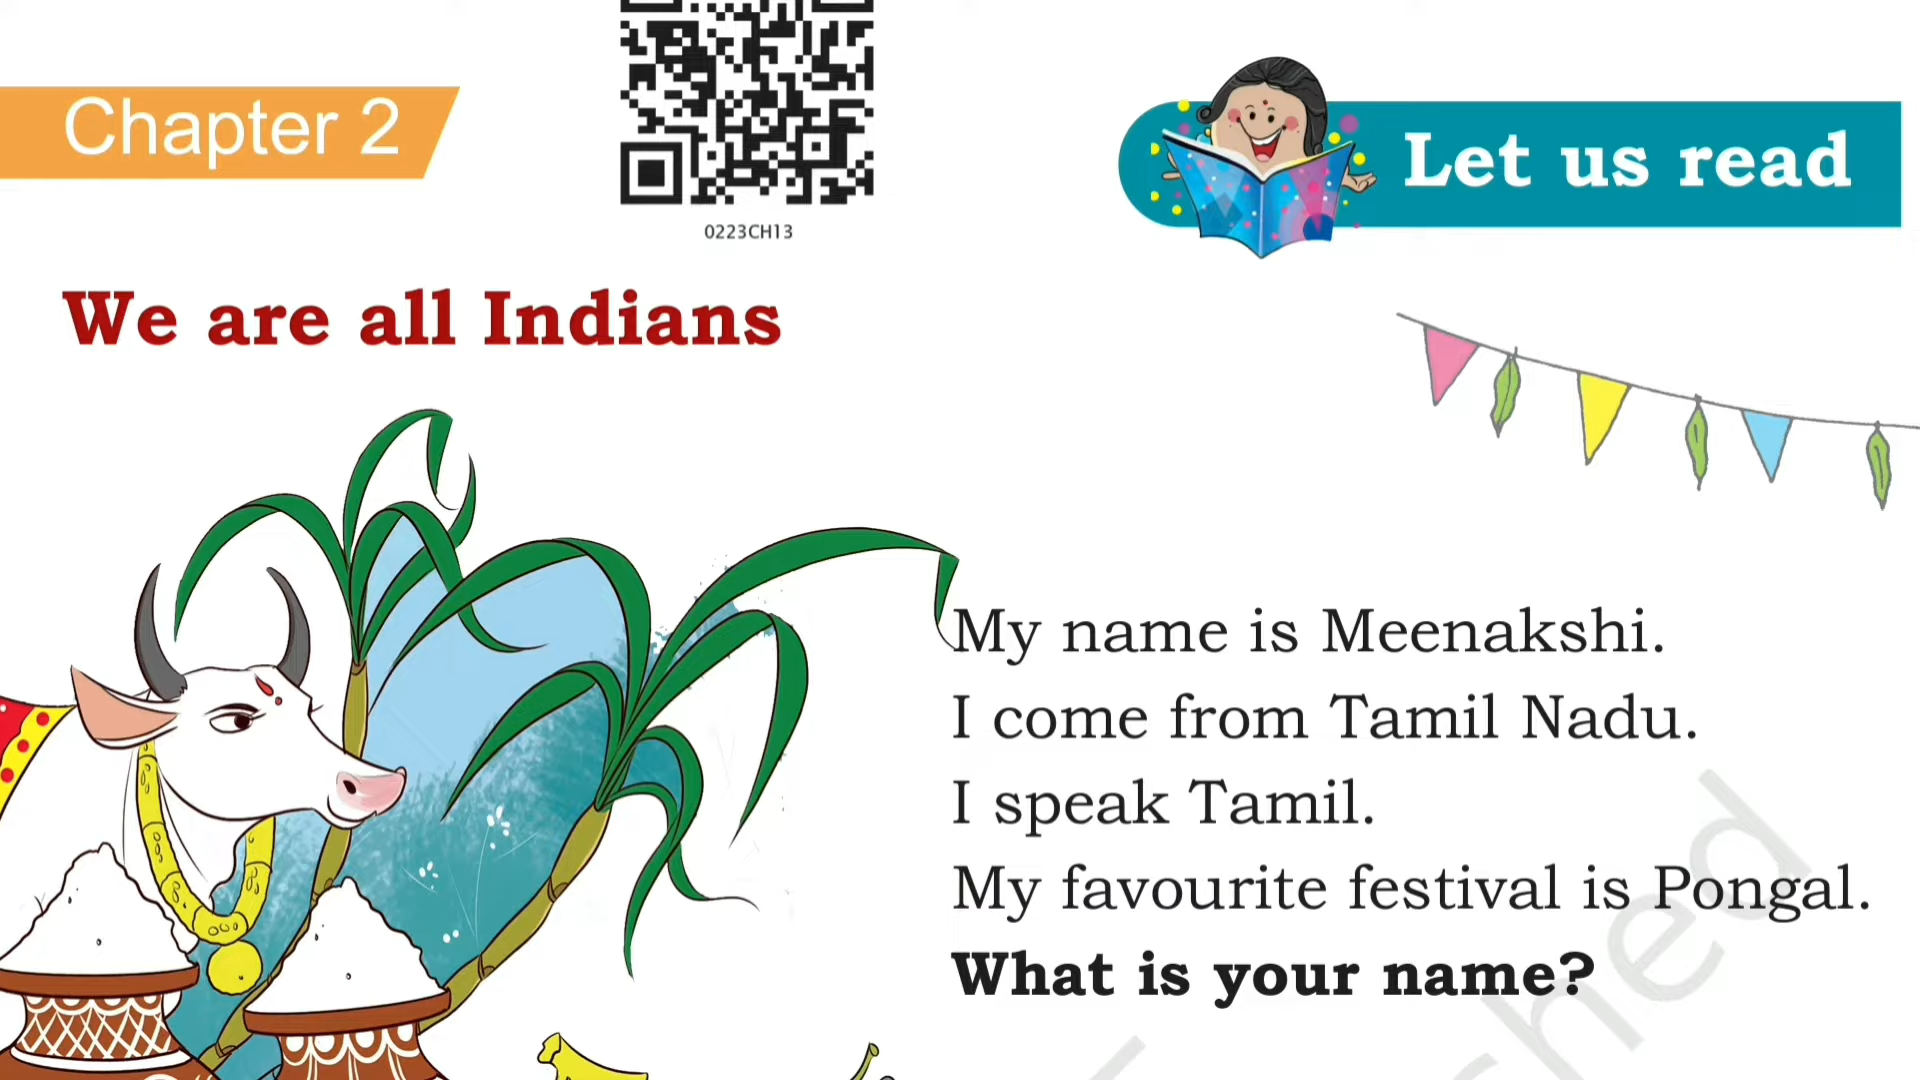 Chapter 2
0223CH13
Let us read
We are all Indians
My name is Meenakshi.
I come from Tamil Nadu.
I speak Tamil.
My favourite festival is Pongal.
What is your name?